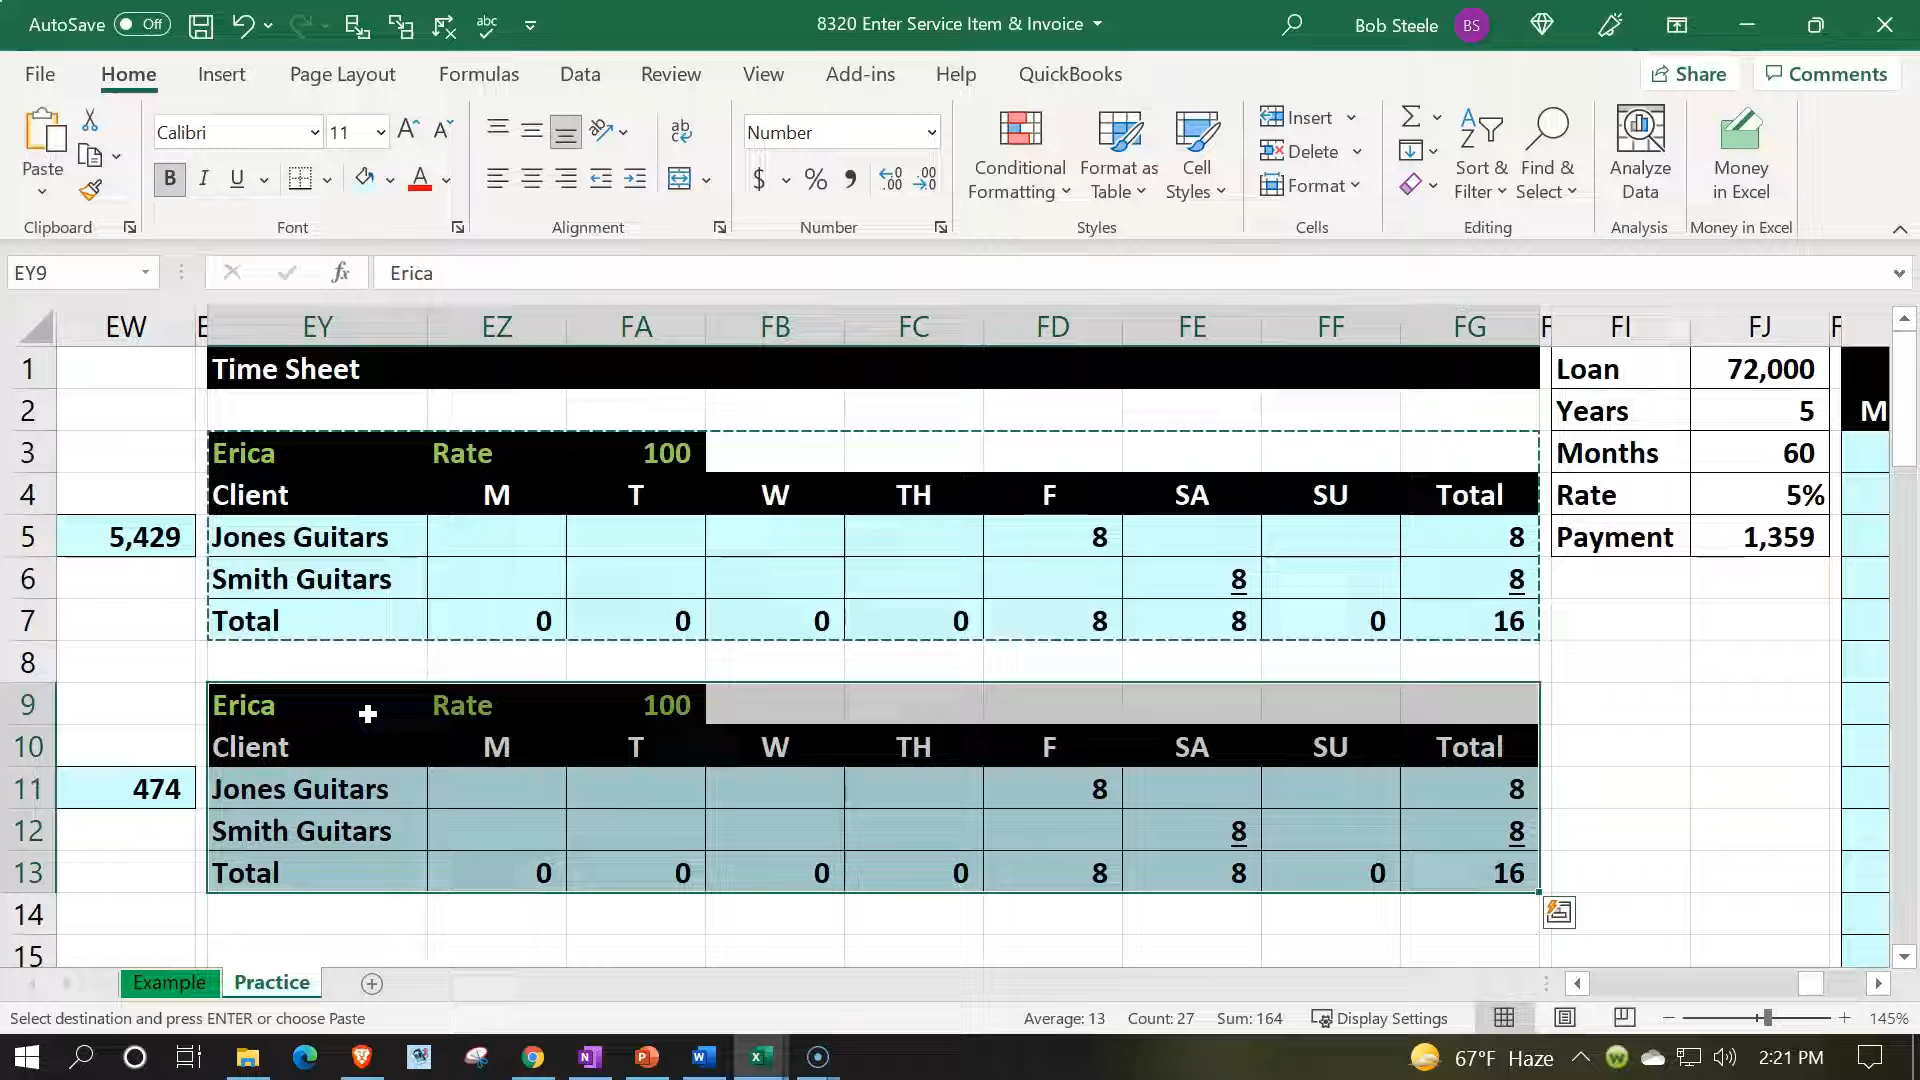 AutoSave Off
abc
8320 Enter Service Item & Invoice
Bob Steele BS
File Home Insert Page Layout Formulas Data Review View Add-ins Help QuickBooks
Share Comments
Paste
Clipboard
Calibri 11
B I U A
Font
ab
Alignment
Number
$ % 9
Number
Conditional Formatting
Format as Table
Cell Styles
Styles
Insert
Delete
Format
Cells
Sort & Filter
Find & Select
Editing
Analyze Data
Analysis
Money in Excel
Money in Excel
EY9 fx Erica
EW E EY EZ FA FB FC FD FE FF FG F FI FJ F
1 Time Sheet Loan 72,000
2 Years 5 M
3 Erica Rate 100 Months 60
4 Client M T W TH F SA SU Total Rate 5%
5 5,429 Jones Guitars 8 8 Payment 1,359
6 Smith Guitars 8 8
7 Total 0 0 0 0 8 8 0 16
8
9 Erica Rate 100
10 Client M T W TH F SA SU Total
11 474 Jones Guitars 8 8
12 Smith Guitars 8 8
13 Total 0 0 0 0 8 8 0 16
14
15
Example Practice
Select destination and press ENTER or choose Paste Average: 13 Count: 27 Sum: 164 Display Settings 145%
67°F Haze 2:21 PM